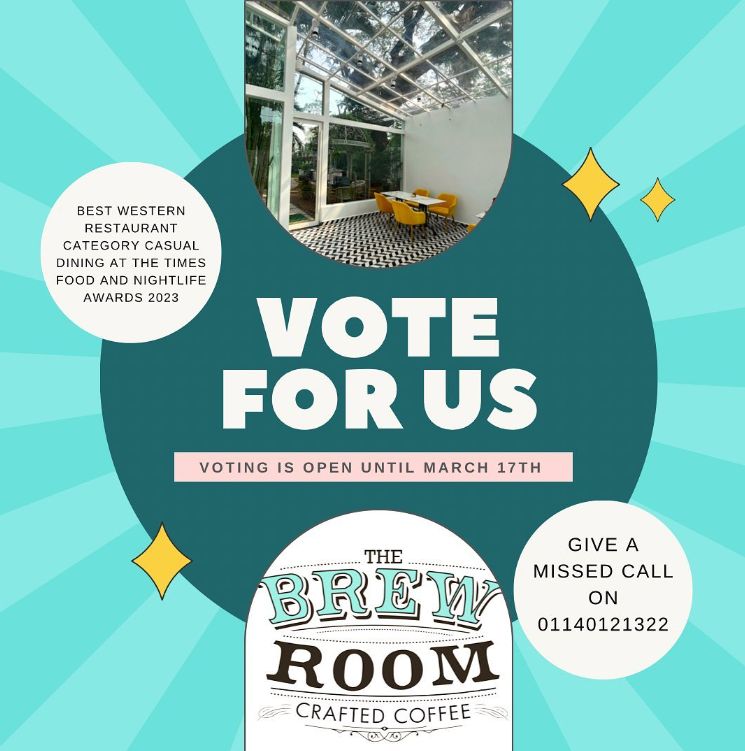 BEST WESTERN
RESTAURANT
CATEGORY CASUAL
DINING AT THE TIMES
FOOD AND NIGHTLIFE
AWARDS 2023
VOTE
FOR US
VOTING IS OPEN UNTIL MARCH 17TH
GIVE A
MISSED CALL
ON
01140121322
THE
BREW
ROOM
CRAFTED COFFEE